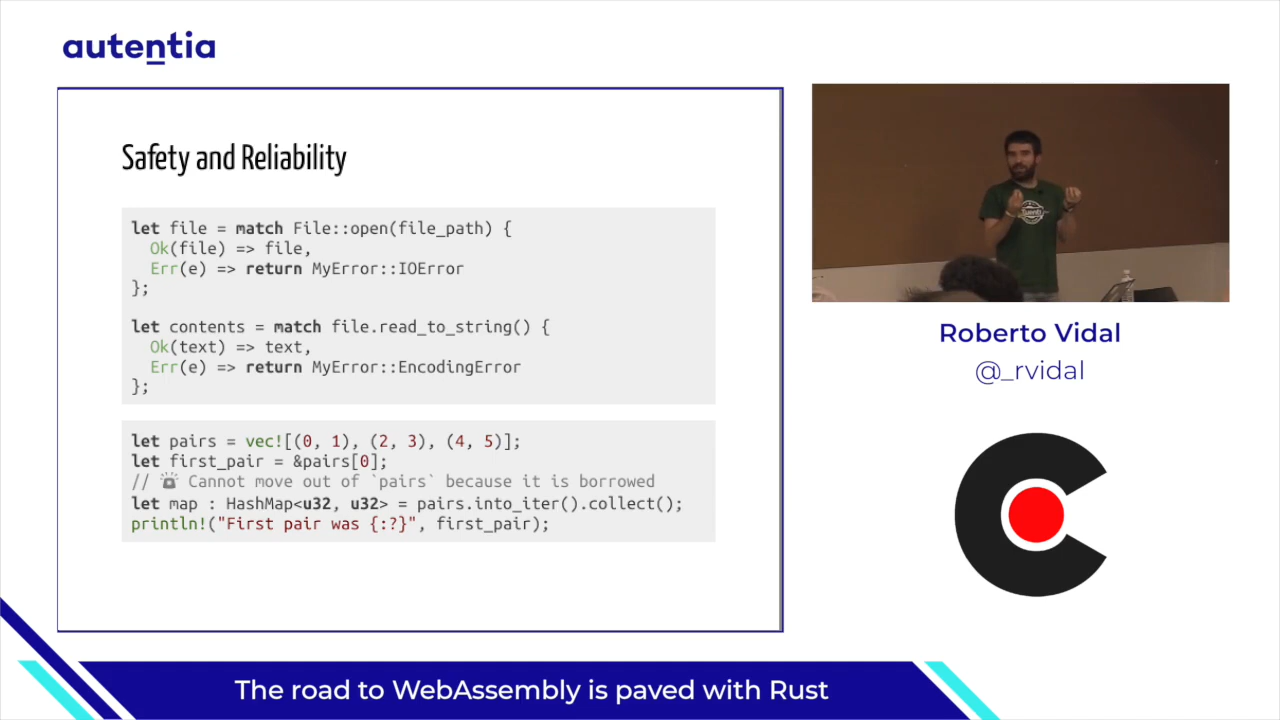 autentia
Safety and Reliability
let file = match File::open(file_path) {
  Ok(file) => file,
  Err(e) => return MyError::IOError
};
let contents = match file.read_to_string() {
  Ok(text) => text,
  Err(e) => return MyError::EncodingError
};
let pairs = vec![(0, 1), (2, 3), (4, 5)];
let first_pair = &pairs[0];
// 🚨 Cannot move out of `pairs` because it is borrowed
let map : HashMap<u32, u32> = pairs.into_iter().collect();
println!("First pair was {:?}", first_pair);
Roberto Vidal
@_rvidal
The road to WebAssembly is paved with Rust